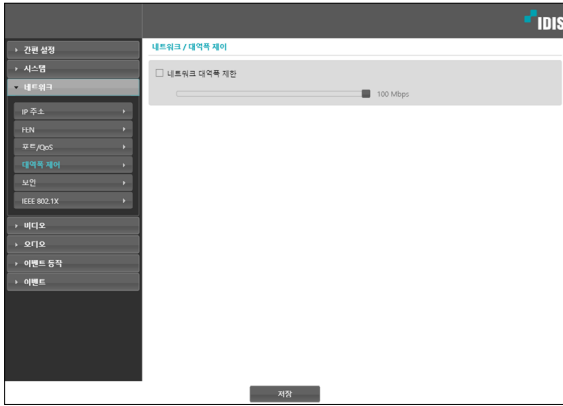 IDIS
간편 설정
시스템
네트워크
IP 주소
FEN
포트/QoS
대역폭 제어
보안
IEEE 802.1X
비디오
오디오
이벤트 동작
이벤트
네트워크 / 대역폭 제어
네트워크 대역폭 제한
100 Mbps
저장